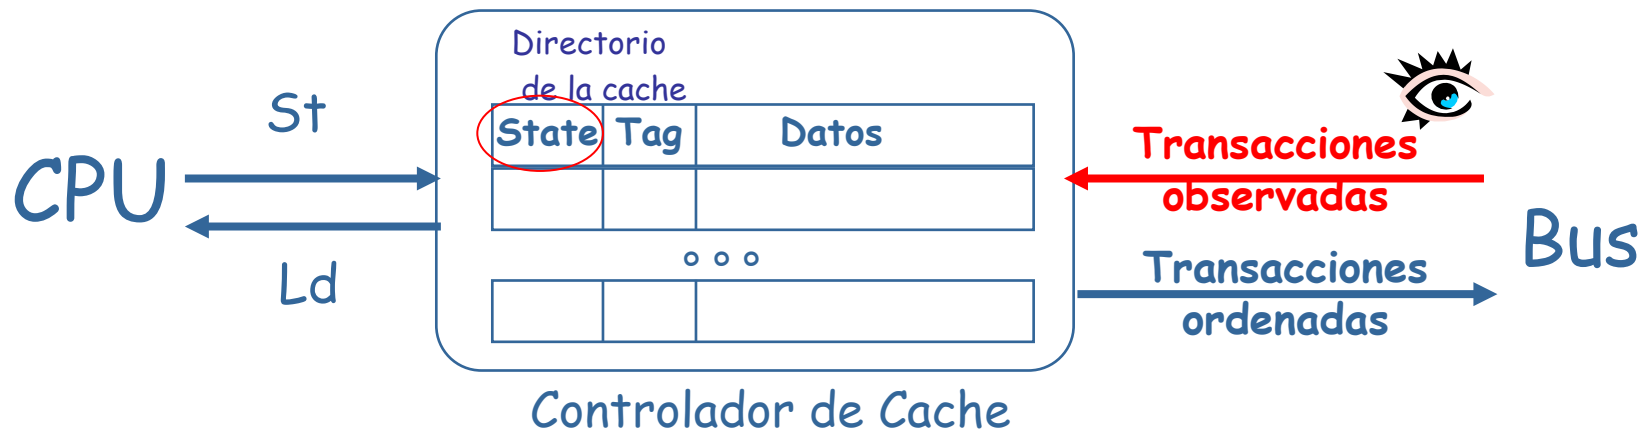 Directorio
de la cache
St
State Tag Datos
CPU
Ld
Transacciones
observadas
Bus
Transacciones
ordenadas
Controlador de Cache